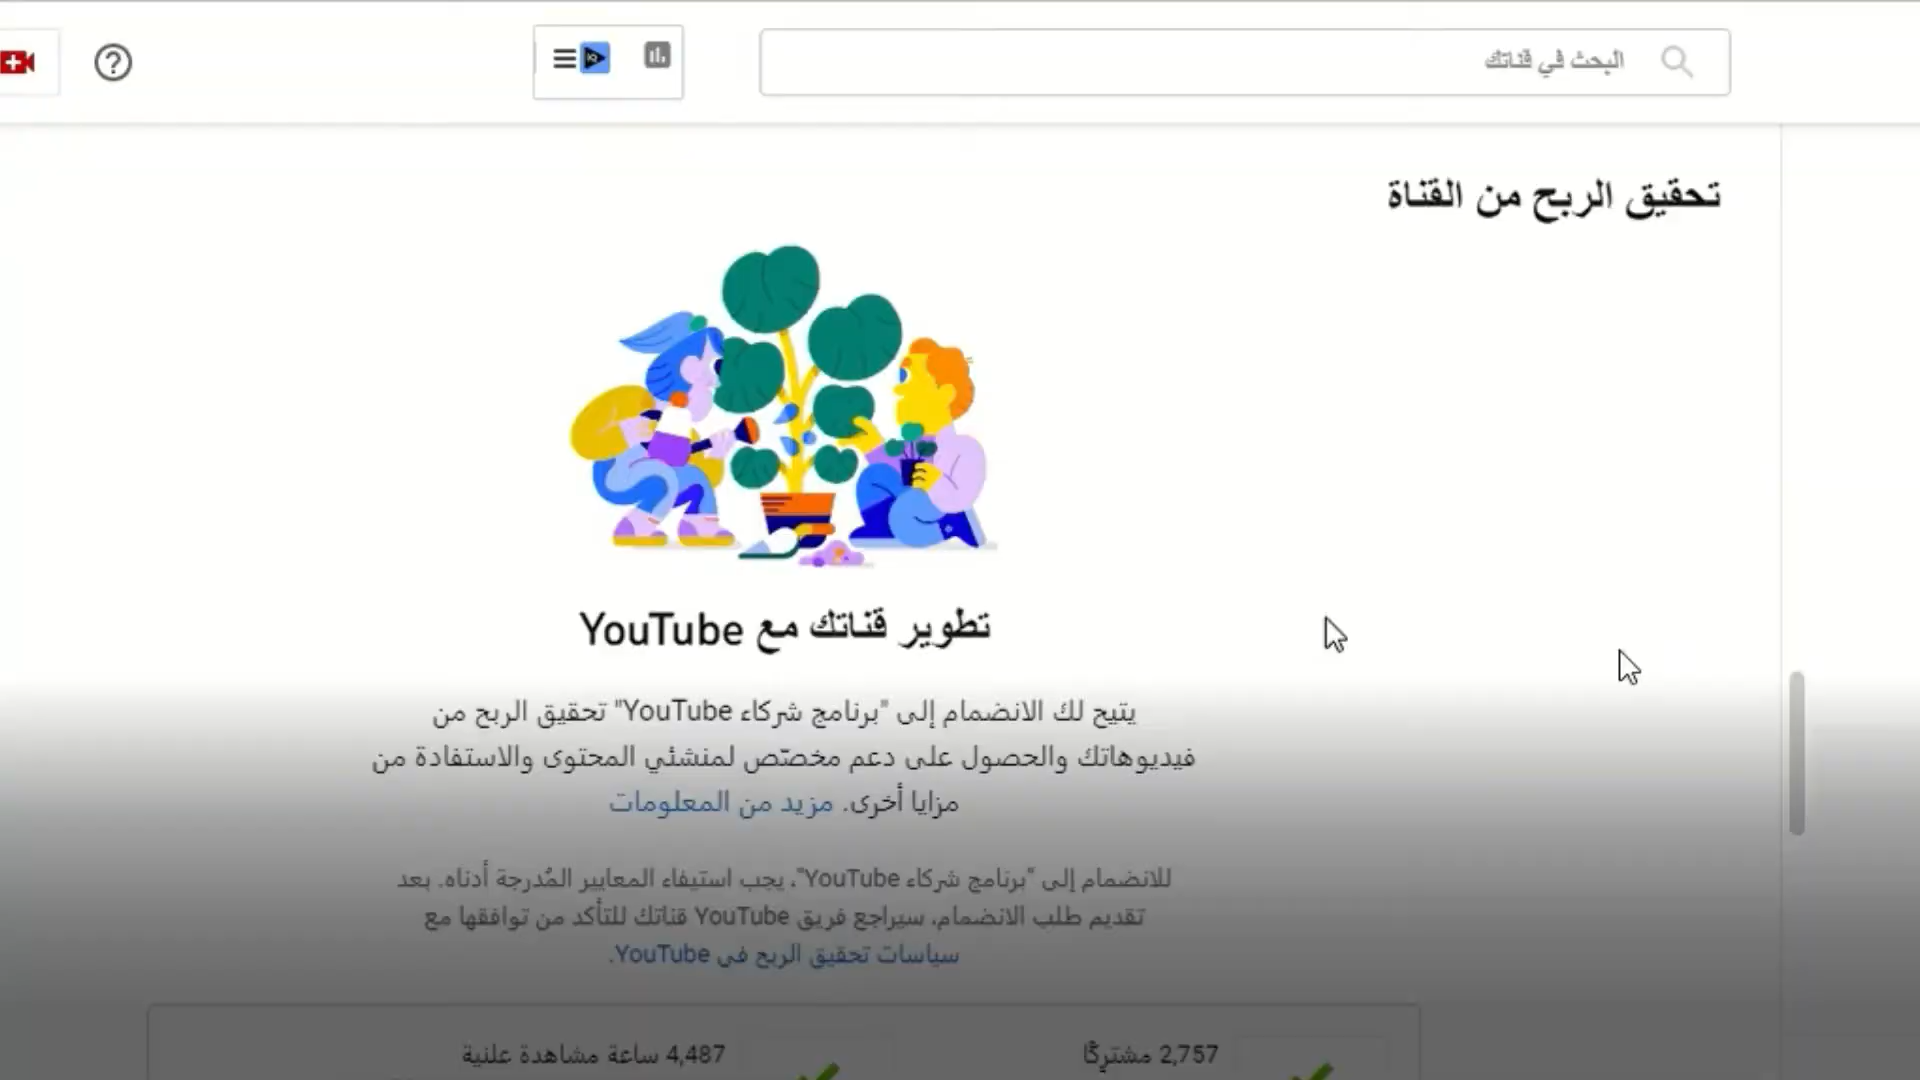 البحث في قناتك
تحقيق الربح من القناة
تطوير قناتك مع YouTube
يتيح لك الانضمام إلى "برنامج شركاء YouTube" تحقيق الربح من
فيديوهاتك والحصول على دعم مخصّص لمنشئي المحتوى والاستفادة من
مزايا أخرى. مزيد من المعلومات
للانضمام إلى "برنامج شركاء YouTube"، يجب استيفاء المعايير المُدرجة أدناه. بعد
تقديم طلب الانضمام، سيراجع فريق YouTube قناتك للتأكد من توافقها مع
سياسات تحقيق الربح في YouTube.
2,757 مشتركًا
4,487 ساعة مشاهدة علنية